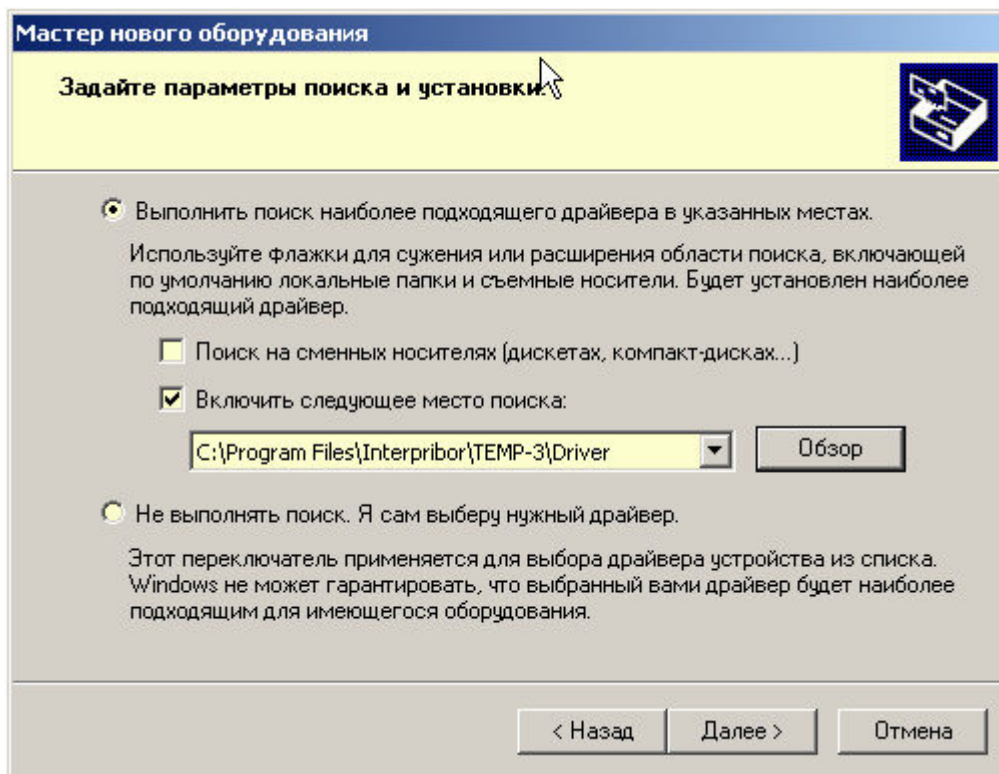 Мастер нового оборудования
Задайте параметры поиска и установки.
Выполнить поиск наиболее подходящего драйвера в указанных местах.
Используйте флажки для сужения или расширения области поиска, включающей
по умолчанию локальные папки и съемные носители. Будет установлен наиболее
подходящий драйвер.
Поиск на сменных носителях (дискетах, компакт-дисках...)
Включить следующее место поиска:
C:\Program Files\Interpribor\TEMP-3\Driver
Обзор
Не выполнять поиск. Я сам выберу нужный драйвер.
Этот переключатель применяется для выбора драйвера устройства из списка.
Windows не может гарантировать, что выбранный вами драйвер будет наиболее
подходящим для имеющегося оборудования.
< Назад Далее > Отмена